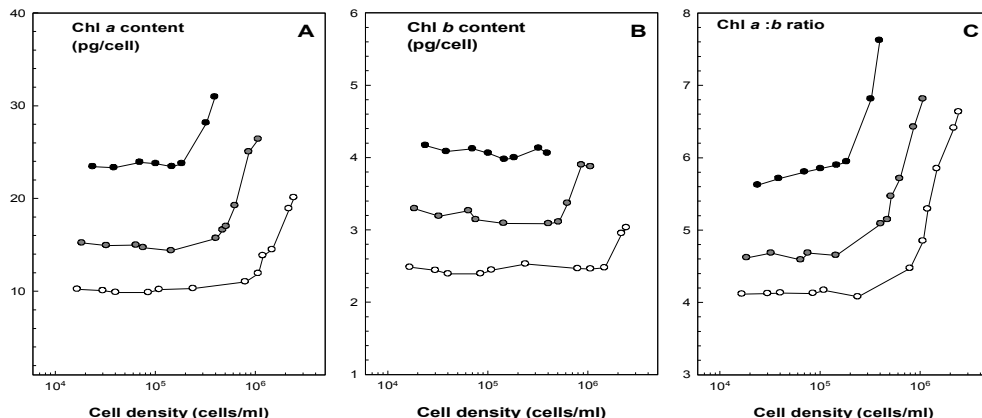 Chl a content
(pg/cell)
A
40
30
20
10
10⁴ 10⁵ 10⁶
Cell density (cells/ml)
Chl b content
(pg/cell)
B
6
5
4
3
2
1
10⁴ 10⁵ 10⁶
Cell density (cells/ml)
Chl a :b ratio
C
8
7
6
5
4
3
10⁴ 10⁵ 10⁶
Cell density (cells/ml)